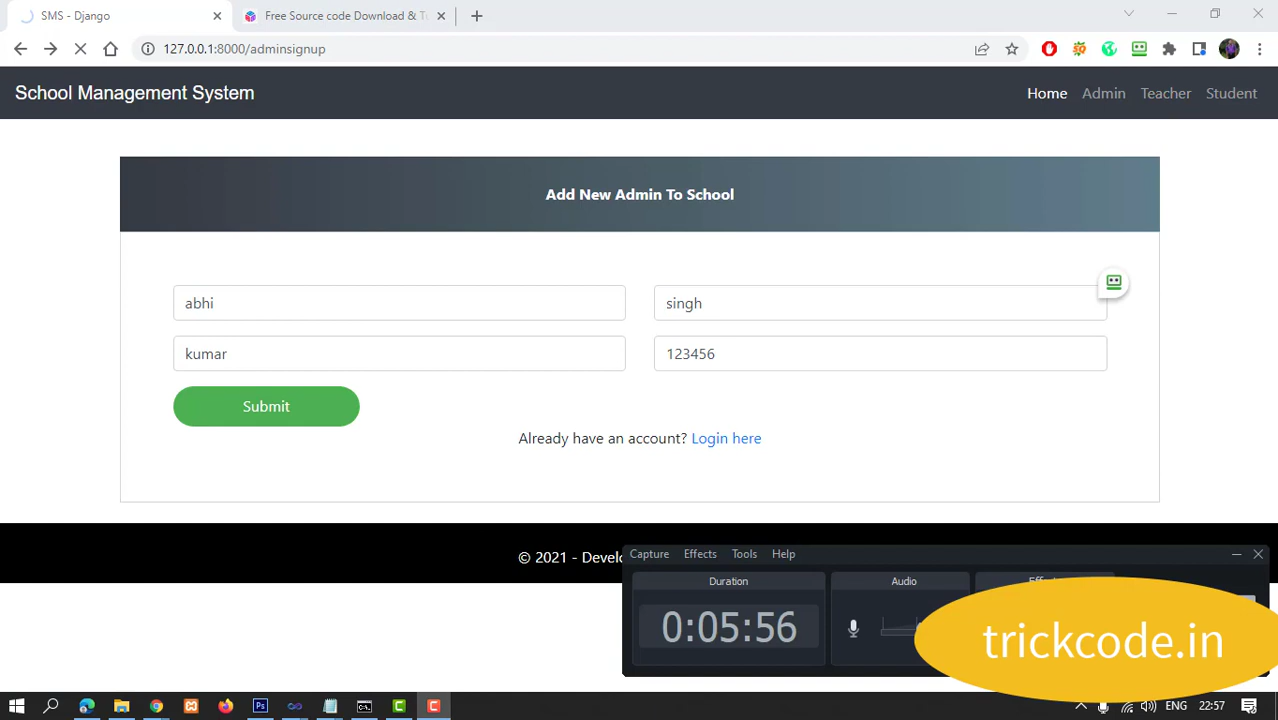 SMS - Django
Free Source code Download & T
127.0.0.1:8000/adminsignup
School Management System
Home Admin Teacher Student
Add New Admin To School
abhi
singh
kumar
123456
Submit
Already have an account? Login here
© 2021 -
Capture Effects Tools Help
Duration
Audio
0:05:56
trickcode.in
ENG
22:57